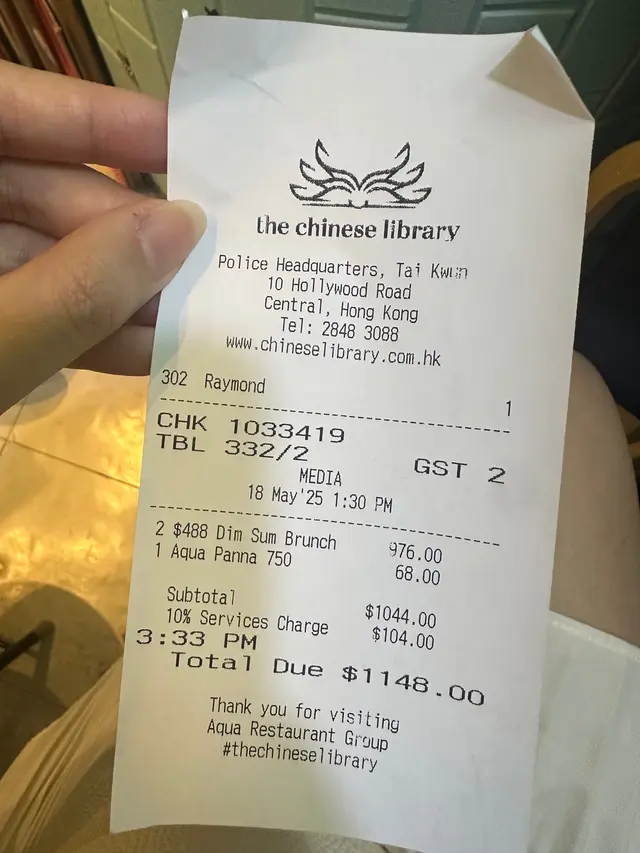 the chinese library
Police Headquarters, Tai Kwun
10 Hollywood Road
Central, Hong Kong
Tel: 2848 3088
www.chineselibrary.com.hk
302 Raymond 1
CHK 1033419
TBL 332/2 GST 2
MEDIA
18 May'25 1:30 PM
2 $488 Dim Sum Brunch 976.00
1 Aqua Panna 750 68.00
Subtotal $1044.00
10% Services Charge $104.00
3:33 PM
Total Due $1148.00
Thank you for visiting
Aqua Restaurant Group
#thechineselibrary